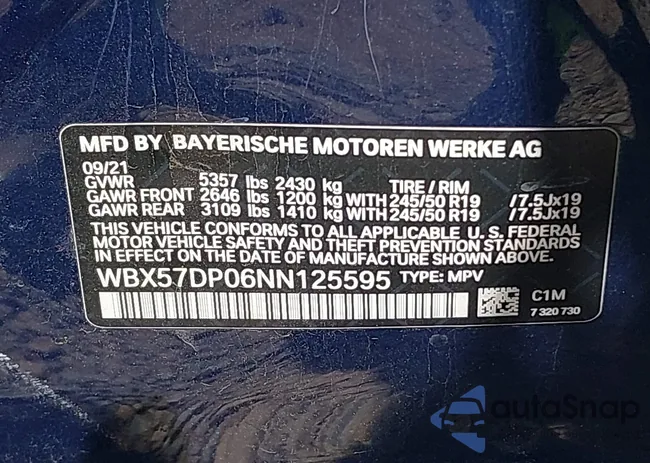 MFD BY BAYERISCHE MOTOREN WERKE AG
09/21
GVWR 5357 lbs 2430 kg TIRE / RIM
GAWR FRONT 2646 lbs 1200 kg WITH 245/50 R19 /7.5Jx19
GAWR REAR 3109 lbs 1410 kg WITH 245/50 R19 /7.5Jx19
THIS VEHICLE CONFORMS TO ALL APPLICABLE U. S. FEDERAL
MOTOR VEHICLE SAFETY AND THEFT PREVENTION STANDARDS
IN EFFECT ON THE DATE OF MANUFACTURE SHOWN ABOVE.
WBX57DP06NN125595 TYPE: MPV
C1M
7 320 730
autoSnap